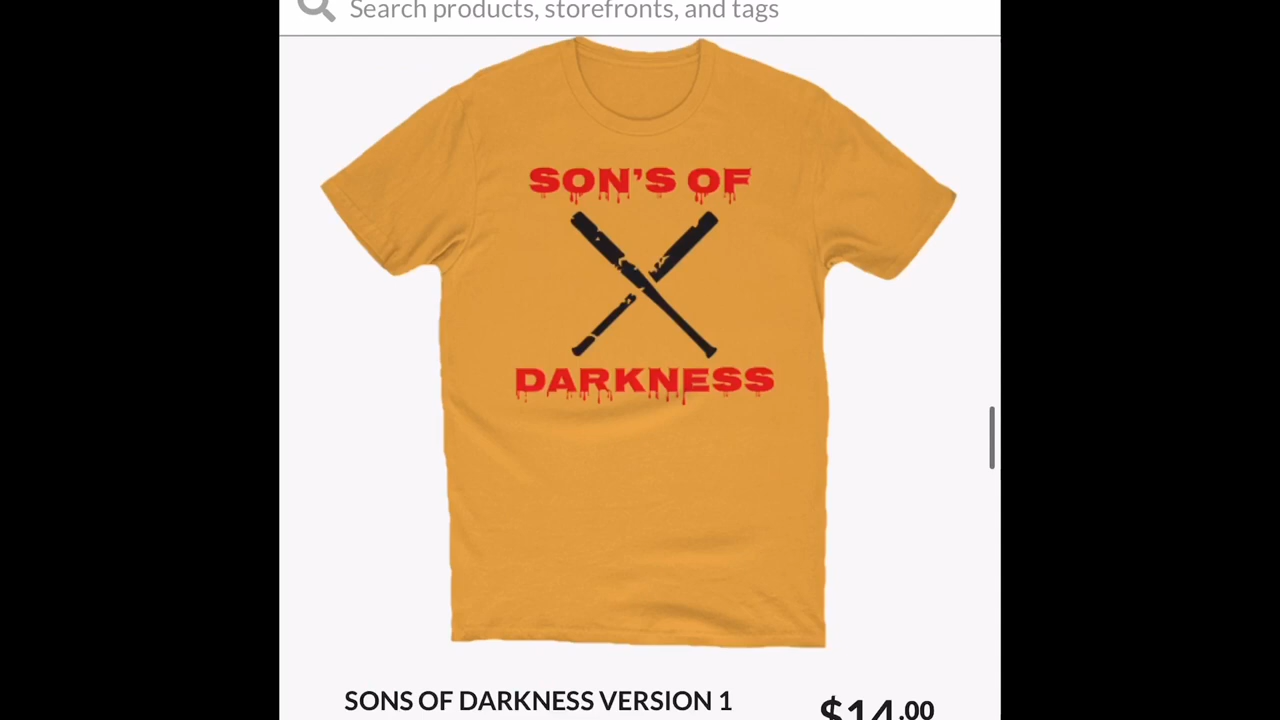 Search products, storefronts, and tags
SON'S OF
DARKNESS
SONS OF DARKNESS VERSION 1
$14.00